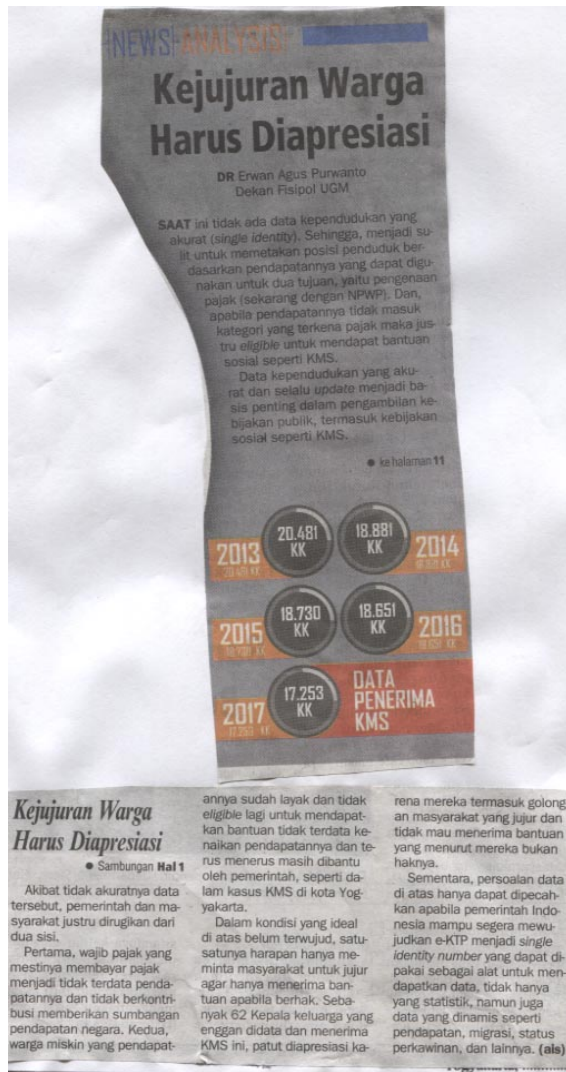 NEWS ANALYSIS
Kejujuran Warga
Harus Diapresiasi
DR Erwan Agus Purwanto
Dekan Fisipol UGM
SAAT ini tidak ada data kependudukan yang
akurat (single identity). Sehingga, menjadi su-
lit untuk memetakan posisi penduduk ber-
dasarkan pendapatannya yang dapat digu-
nakan untuk dua tujuan, yaitu pengenaan
pajak (sekarang dengan NPWP). Dan,
apabila pendapatannya tidak masuk
kategori yang terkena pajak maka jus-
tru eligible untuk mendapat bantuan
sosial seperti KMS.
Data kependudukan yang aku-
rat dan selalu update menjadi ba-
sis penting dalam pengambilan ke-
bijakan publik, termasuk kebijakan
sosial seperti KMS.
● ke halaman 11
2013
20.481 KK
20.481
KK
18.881
KK
2014
2015
18.730
KK
18.651
KK
2016
18.651 KK
2017
17.253 KK
17.253
KK
DATA
PENERIMA
KMS
Kejujuran Warga
Harus Diapresiasi
● Sambungan Hal 1
Akibat tidak akuratnya data
tersebut, pemerintah dan ma-
syarakat justru dirugikan dari
dua sisi.
Pertama, wajib pajak yang
mestinya membayar pajak
menjadi tidak terdata penda-
patannya dan tidak berkontri-
busi memberikan sumbangan
pendapatan negara. Kedua,
warga miskin yang pendapat-
annya sudah layak dan tidak
eligible lagi untuk mendapat-
kan bantuan tidak terdata ke-
naikan pendapatannya dan te-
rus menerus masih dibantu
oleh pemerintah, seperti da-
lam kasus KMS di kota Yog-
yakarta.
Dalam kondisi yang ideal
di atas belum terwujud, satu-
satunya harapan hanya me-
minta masyarakat untuk jujur
agar hanya menerima ban-
tuan apabila berhak. Seba-
nyak 62 Kepala keluarga yang
enggan didata dan menerima
KMS ini, patut diapresiasi ka-
rena mereka termasuk golong
an masyarakat yang jujur dan
tidak mau menerima bantuan
yang menurut mereka bukan
haknya.
Sementara, persoalan data
di atas hanya dapat dipecah-
kan apabila pemerintah Indo-
nesia mampu segera mewu-
judkan e-KTP menjadi single
identity number yang dapat di-
pakai sebagai alat untuk men-
dapatkan data, tidak hanya
yang statistik, namun juga
data yang dinamis seperti
pendapatan, migrasi, status
perkawinan, dan lainnya. (als)